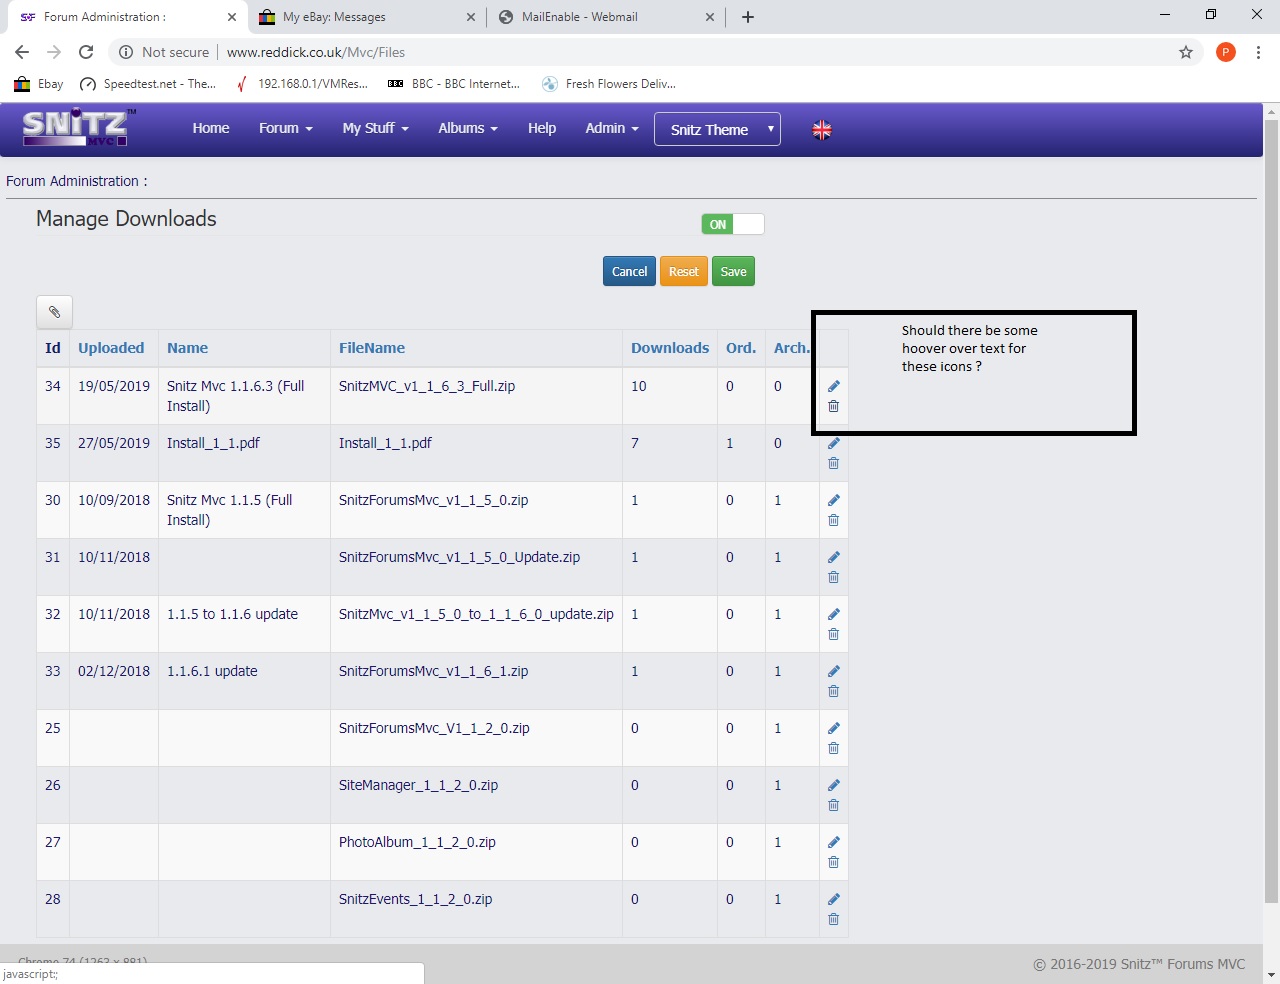 Forum Administration :
My eBay: Messages
MailEnable - Webmail
Not secure
www.reddick.co.uk/Mvc/Files
P
Ebay
Speedtest.net - The...
192.168.0.1/VMRes...
BBC
BBC - BBC Internet...
Fresh Flowers Deliv...
SNiTZ™
MVC
Home
Forum
My Stuff
Albums
Help
Admin
Snitz Theme
Forum Administration :
Manage Downloads
ON
Cancel
Reset
Save
Id Uploaded Name FileName Downloads Ord. Arch.
34 19/05/2019 Snitz Mvc 1.1.6.3 (Full SnitzMVC_v1_1_6_3_Full.zip 10 0 0
Install)
35 27/05/2019 Install_1_1.pdf Install_1_1.pdf 7 1 0
30 10/09/2018 Snitz Mvc 1.1.5 (Full SnitzForumsMvc_v1_1_5_0.zip 1 0 1
Install)
31 10/11/2018 SnitzForumsMvc_v1_1_5_0_Update.zip 1 0 1
32 10/11/2018 1.1.5 to 1.1.6 update SnitzMvc_v1_1_5_0_to_1_1_6_0_update.zip 1 0 1
33 02/12/2018 1.1.6.1 update SnitzForumsMvc_v1_1_6_1.zip 1 0 1
25 SnitzForumsMvc_V1_1_2_0.zip 0 0 1
26 SiteManager_1_1_2_0.zip 0 0 1
27 PhotoAlbum_1_1_2_0.zip 0 0 1
28 SnitzEvents_1_1_2_0.zip 0 0 1
Should there be some
hoover over text for
these icons ?
Chrome 74 (1263 x 881)
javascript:;
© 2016-2019 Snitz™ Forums MVC